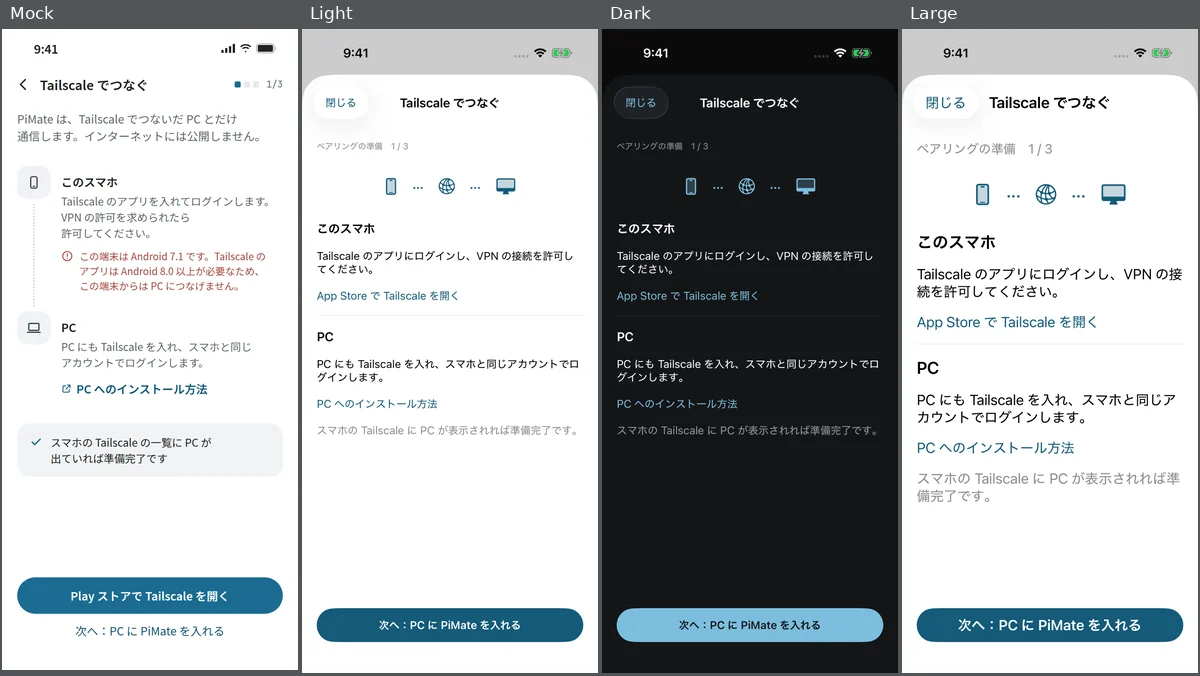 Mock
9:41
Tailscale でつなぐ
1/3
PiMate は、Tailscale でつないだ PC とだけ
通信します。インターネットには公開しません。
このスマホ
Tailscale のアプリを入れてログインします。
VPN の許可を求められたら
許可してください。
この端末は Android 7.1 です。Tailscale の
アプリは Android 8.0 以上が必要なため、
この端末からは PC につなげません。
PC
PC にも Tailscale を入れ、スマホと同じ
アカウントでログインします。
PC へのインストール方法
スマホの Tailscale の一覧に PC が
出ていれば準備完了です
Play ストアで Tailscale を開く
次へ：PC に PiMate を入れる
Light
9:41
閉じる
Tailscale でつなぐ
ペアリングの準備 1 / 3
このスマホ
Tailscale のアプリにログインし、VPN の接続を許可し
てください。
App Store で Tailscale を開く
PC
PC にも Tailscale を入れ、スマホと同じアカウントでロ
グインします。
PC へのインストール方法
スマホの Tailscale に PC が表示されれば準備完了です。
次へ：PC に PiMate を入れる
Dark
9:41
閉じる
Tailscale でつなぐ
ペアリングの準備 1 / 3
このスマホ
Tailscale のアプリにログインし、VPN の接続を許可し
てください。
App Store で Tailscale を開く
PC
PC にも Tailscale を入れ、スマホと同じアカウントでロ
グインします。
PC へのインストール方法
スマホの Tailscale に PC が表示されれば準備完了です。
次へ：PC に PiMate を入れる
Large
9:41
閉じる
Tailscale でつなぐ
ペアリングの準備 1 / 3
このスマホ
Tailscale のアプリにログインし、VPN の接
続を許可してください。
App Store で Tailscale を開く
PC
PC にも Tailscale を入れ、スマホと同じア
カウントでログインします。
PC へのインストール方法
スマホの Tailscale に PC が表示されれば準
備完了です。
次へ：PC に PiMate を入れる